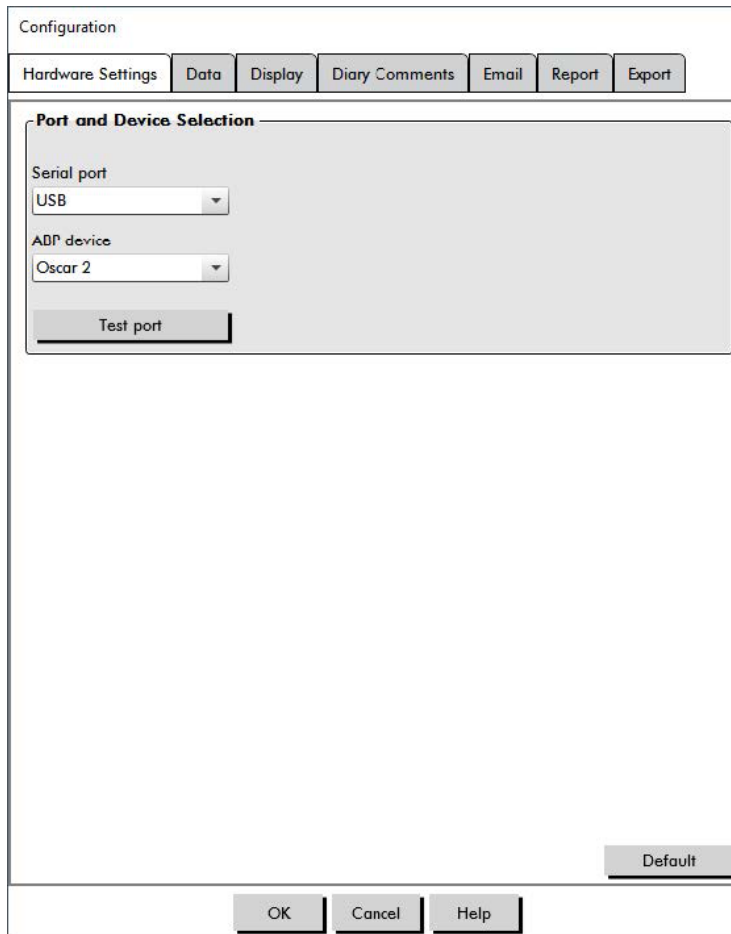 Configuration
Hardware Settings Data Display Diary Comments Email Report Export
Port and Device Selection
Serial port
USB
ABP device
Oscar 2
Test port
Default
OK Cancel Help